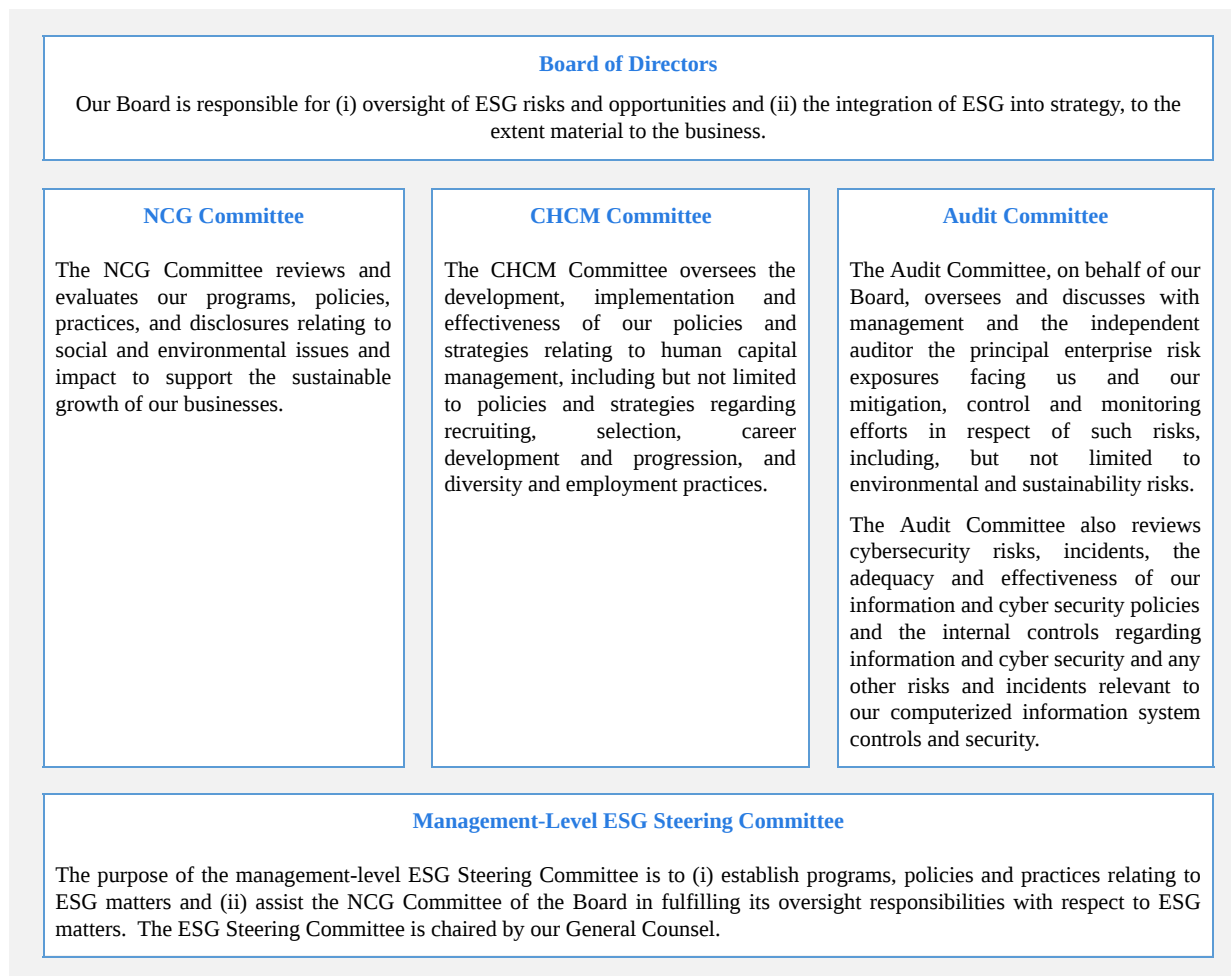 Board of Directors
Our Board is responsible for (i) oversight of ESG risks and opportunities and (ii) the integration of ESG into strategy, to the
extent material to the business.
NCG Committee
The NCG Committee reviews and
evaluates our programs, policies,
practices, and disclosures relating to
social and environmental issues and
impact to support the sustainable
growth of our businesses.
CHCM Committee
The CHCM Committee oversees the
development, implementation and
effectiveness of our policies and
strategies relating to human capital
management, including but not limited
to policies and strategies regarding
recruiting, selection, career
development and progression, and
diversity and employment practices.
Audit Committee
The Audit Committee, on behalf of our
Board, oversees and discusses with
management and the independent
auditor the principal enterprise risk
exposures facing us and our
mitigation, control and monitoring
efforts in respect of such risks,
including, but not limited to
environmental and sustainability risks.
The Audit Committee also reviews
cybersecurity risks, incidents, the
adequacy and effectiveness of our
information and cyber security policies
and the internal controls regarding
information and cyber security and any
other risks and incidents relevant to
our computerized information system
controls and security.
Management-Level ESG Steering Committee
The purpose of the management-level ESG Steering Committee is to (i) establish programs, policies and practices relating to
ESG matters and (ii) assist the NCG Committee of the Board in fulfilling its oversight responsibilities with respect to ESG
matters. The ESG Steering Committee is chaired by our General Counsel.